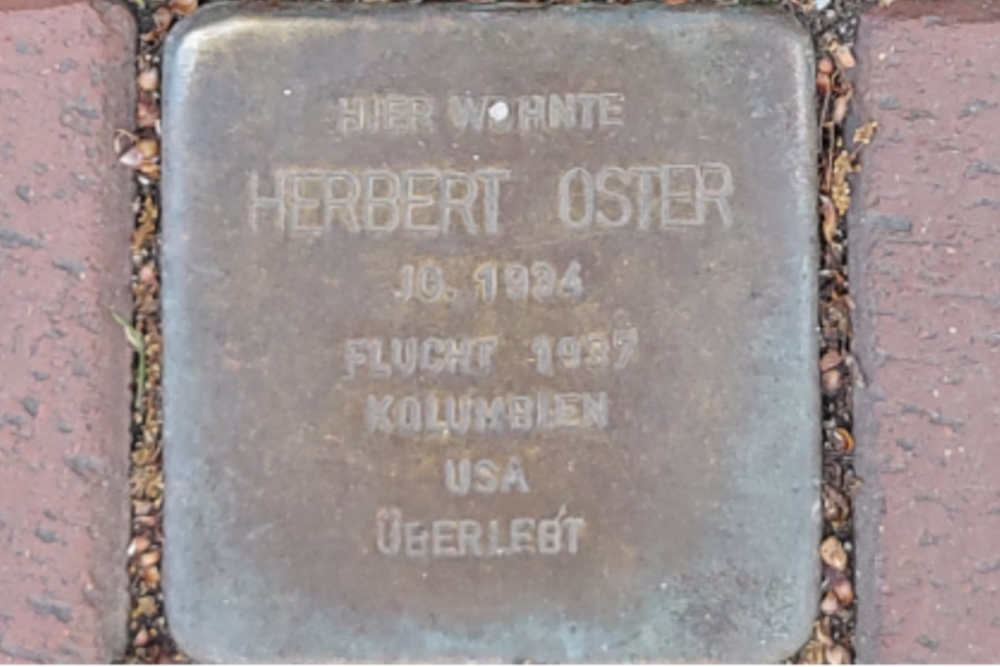 HIER WOHNTE
HERBERT OSTER
JG. 1934
FLUCHT 1937
KOLUMBIEN
USA
ÜBERLEBT